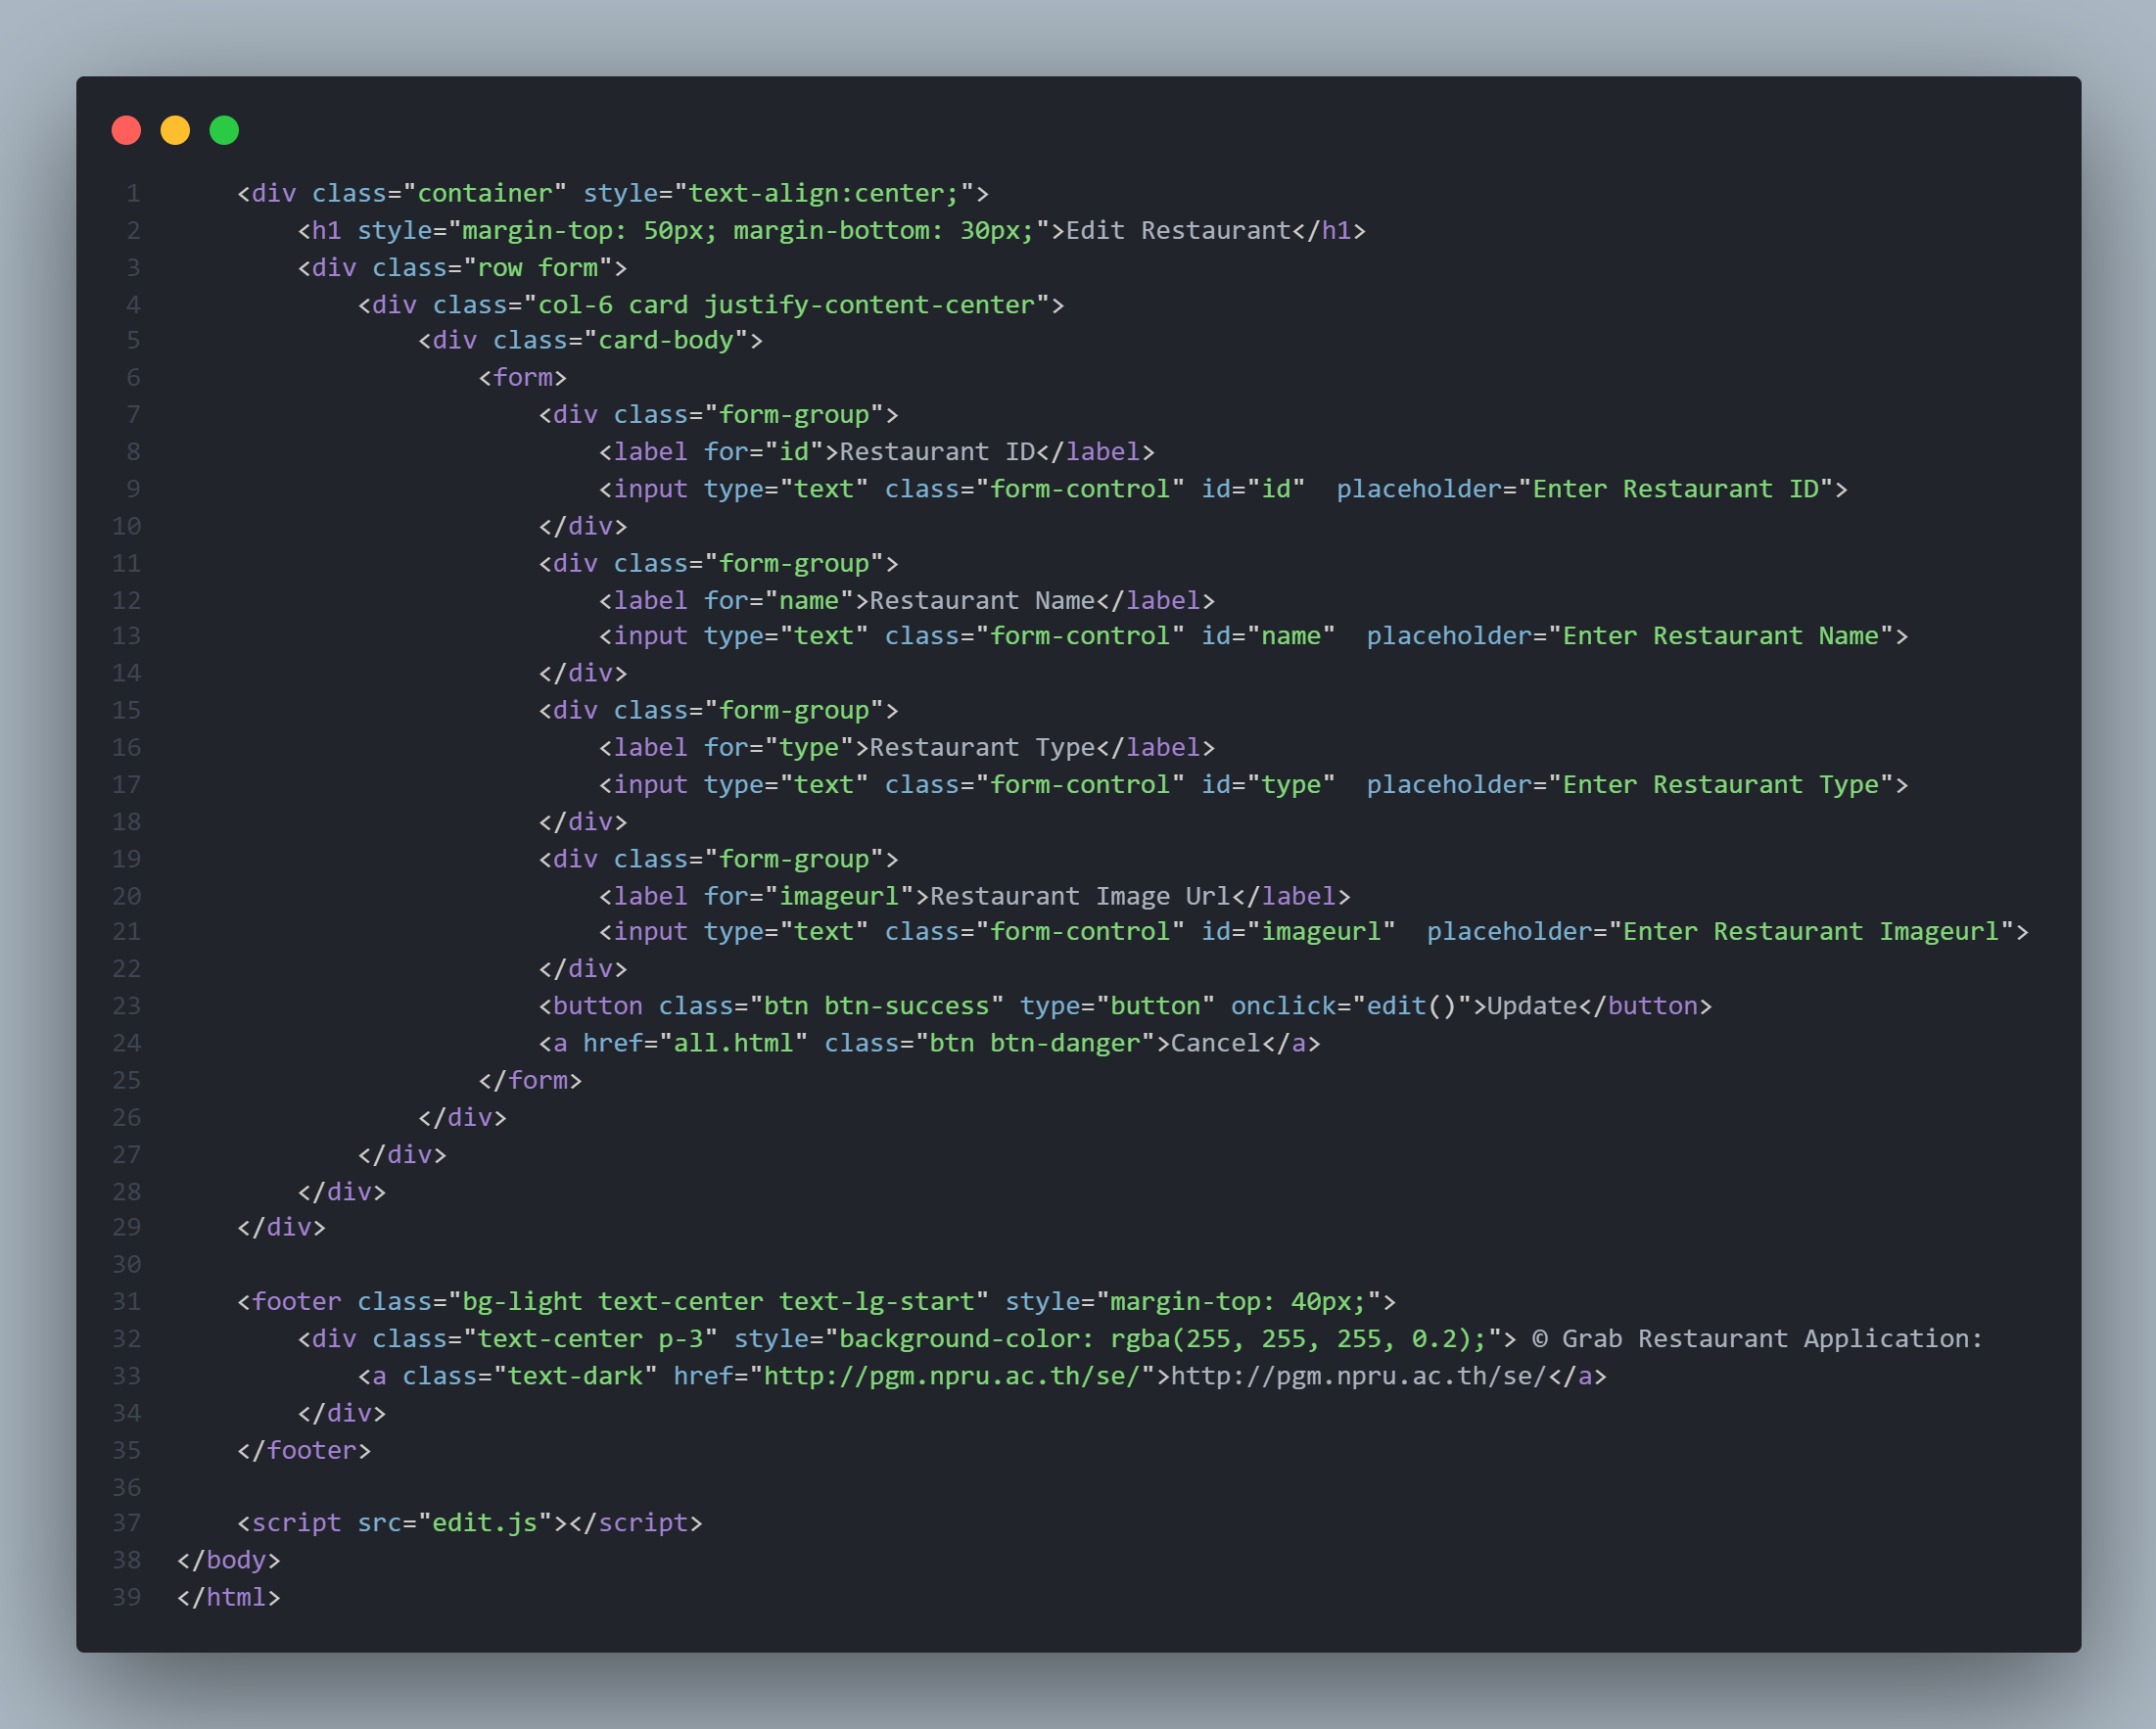 1     <div class="container" style="text-align:center;">
2         <h1 style="margin-top: 50px; margin-bottom: 30px;">Edit Restaurant</h1>
3         <div class="row form">
4             <div class="col-6 card justify-content-center">
5                 <div class="card-body">
6                     <form>
7                         <div class="form-group">
8                             <label for="id">Restaurant ID</label>
9                             <input type="text" class="form-control" id="id"  placeholder="Enter Restaurant ID">
10                         </div>
11                         <div class="form-group">
12                             <label for="name">Restaurant Name</label>
13                             <input type="text" class="form-control" id="name"  placeholder="Enter Restaurant Name">
14                         </div>
15                         <div class="form-group">
16                             <label for="type">Restaurant Type</label>
17                             <input type="text" class="form-control" id="type"  placeholder="Enter Restaurant Type">
18                         </div>
19                         <div class="form-group">
20                             <label for="imageurl">Restaurant Image Url</label>
21                             <input type="text" class="form-control" id="imageurl"  placeholder="Enter Restaurant Imageurl">
22                         </div>
23                         <button class="btn btn-success" type="button" onclick="edit()">Update</button>
24                         <a href="all.html" class="btn btn-danger">Cancel</a>
25                     </form>
26                 </div>
27             </div>
28         </div>
29     </div>
30
31     <footer class="bg-light text-center text-lg-start" style="margin-top: 40px;">
32         <div class="text-center p-3" style="background-color: rgba(255, 255, 255, 0.2);"> © Grab Restaurant Application:
33             <a class="text-dark" href="http://pgm.npru.ac.th/se/">http://pgm.npru.ac.th/se/</a>
34         </div>
35     </footer>
36
37     <script src="edit.js"></script>
38 </body>
39 </html>